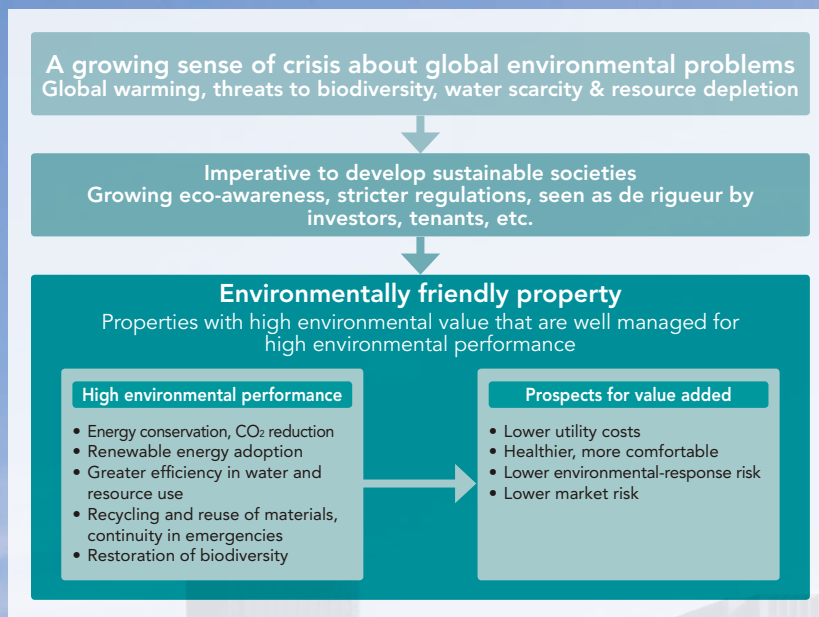 A growing sense of crisis about global environmental problems
Global warming, threats to biodiversity, water scarcity & resource depletion
Imperative to develop sustainable societies
Growing eco-awareness, stricter regulations, seen as de rigueur by
investors, tenants, etc.
Environmentally friendly property
Properties with high environmental value that are well managed for
high environmental performance
High environmental performance
• Energy conservation, CO₂ reduction
• Renewable energy adoption
• Greater efficiency in water and
resource use
• Recycling and reuse of materials,
continuity in emergencies
• Restoration of biodiversity
Prospects for value added
• Lower utility costs
• Healthier, more comfortable
• Lower environmental-response risk
• Lower market risk